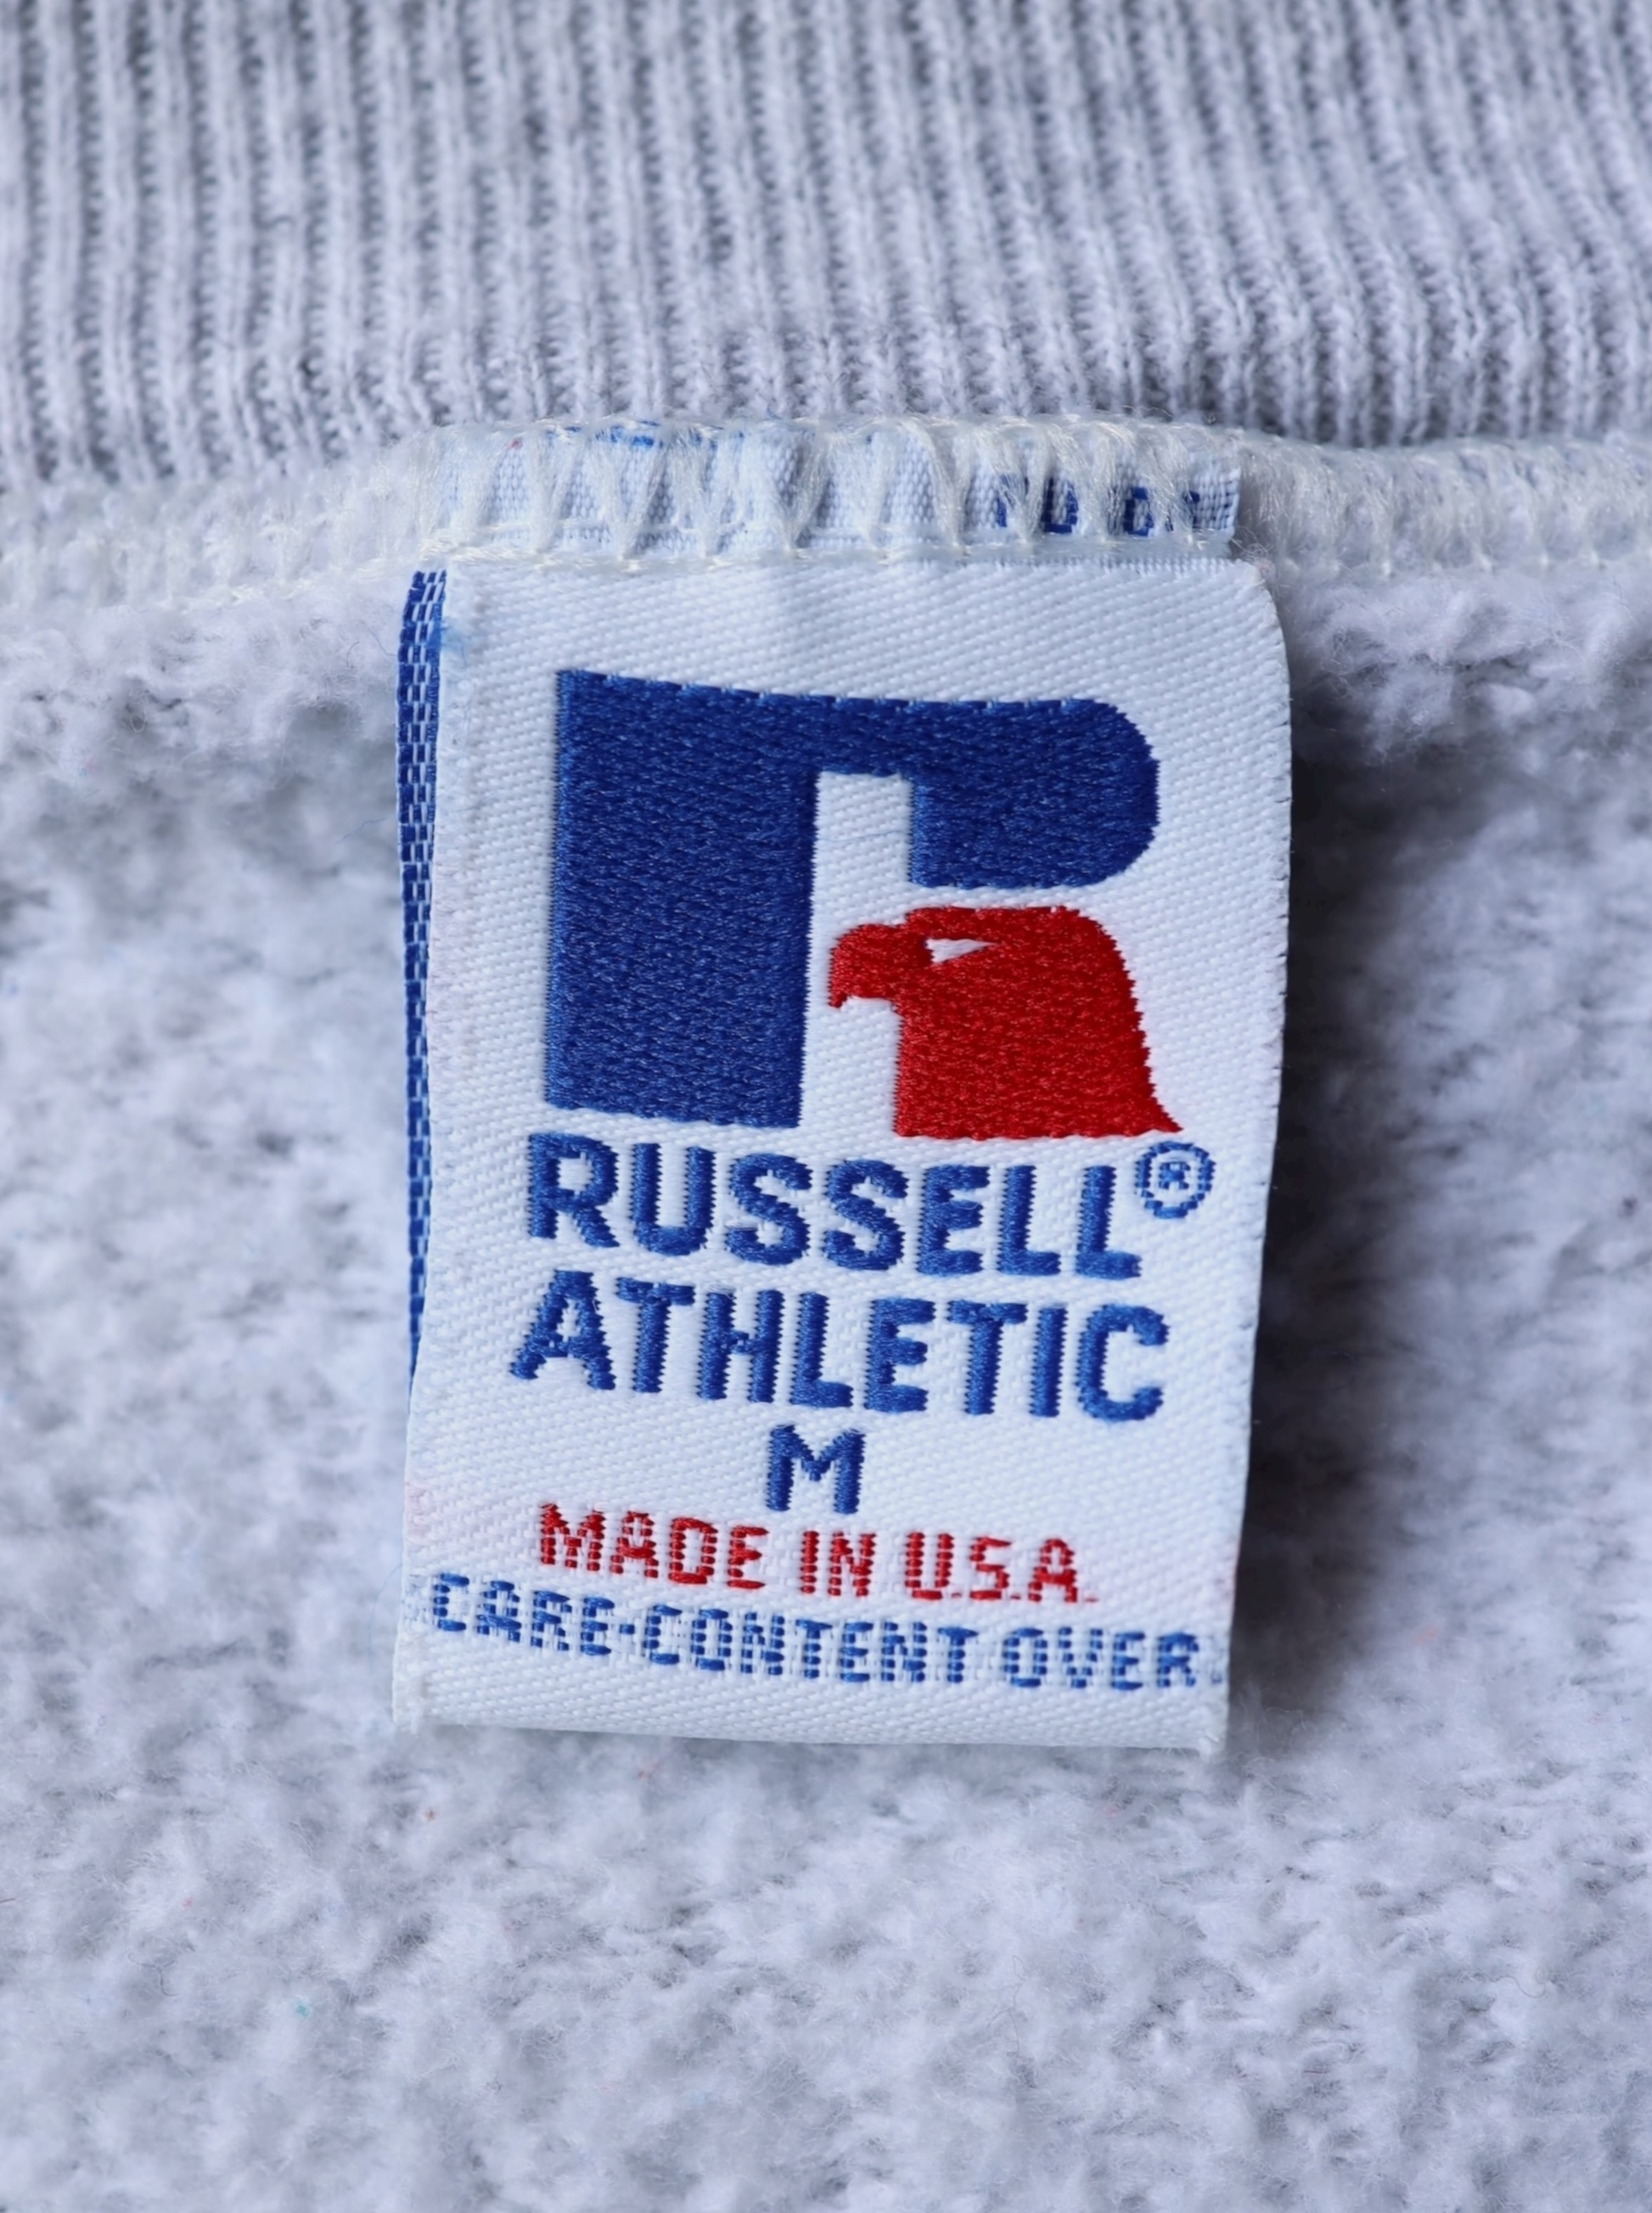 RUSSELL®
ATHLETIC
M
MADE IN U.S.A.
CARE-CONTENT OVER